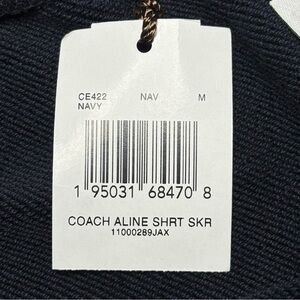 CE422 NAV M
NAVY
1 95031 68470 8
COACH ALINE SHRT SKR
11000289JAX